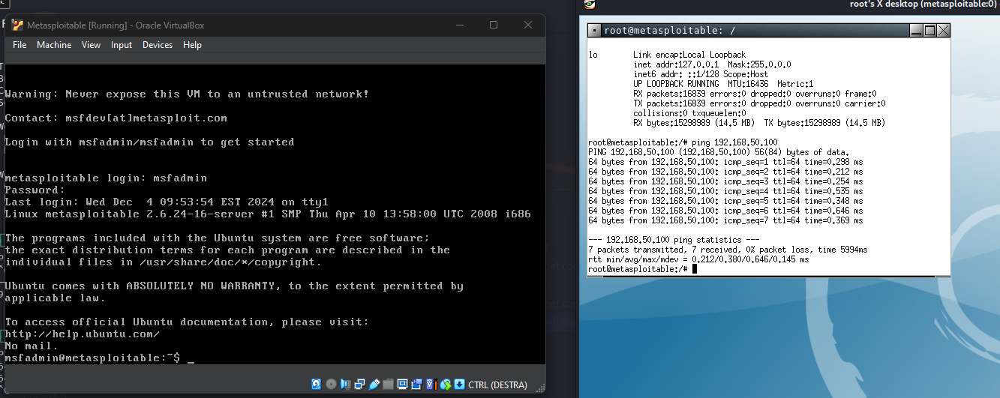 Metasploitable [Running] - Oracle VirtualBox
File Machine View Input Devices Help
Warning: Never expose this VM to an untrusted network!
Contact: msfdev[at]metasploit.com
Login with msfadmin/msfadmin to get started
metasploitable login: msfadmin
Password:
Last login: Wed Dec  4 09:53:54 EST 2024 on tty1
Linux metasploitable 2.6.24-16-server #1 SMP Thu Apr 10 13:58:00 UTC 2008 i686
The programs included with the Ubuntu system are free software;
the exact distribution terms for each program are described in the
individual files in /usr/share/doc/*/copyright.
Ubuntu comes with ABSOLUTELY NO WARRANTY, to the extent permitted by
applicable law.
To access official Ubuntu documentation, please visit:
http://help.ubuntu.com/
No mail.
msfadmin@metasploitable:~$ _
CTRL (DESTRA)
root's X desktop (metasploitable:0)
root@metasploitable: /
lo        Link encap:Local Loopback
inet addr:127.0.0.1  Mask:255.0.0.0
inet6 addr: ::1/128 Scope:Host
UP LOOPBACK RUNNING  MTU:16436  Metric:1
RX packets:16839 errors:0 dropped:0 overruns:0 frame:0
TX packets:16839 errors:0 dropped:0 overruns:0 carrier:0
collisions:0 txqueuelen:0
RX bytes:15298989 (14.5 MB)  TX bytes:15298989 (14.5 MB)
root@metasploitable:/# ping 192.168.50.100
PING 192.168.50.100 (192.168.50.100) 56(84) bytes of data.
64 bytes from 192.168.50.100: icmp_seq=1 ttl=64 time=0.298 ms
64 bytes from 192.168.50.100: icmp_seq=2 ttl=64 time=0.212 ms
64 bytes from 192.168.50.100: icmp_seq=3 ttl=64 time=0.254 ms
64 bytes from 192.168.50.100: icmp_seq=4 ttl=64 time=0.535 ms
64 bytes from 192.168.50.100: icmp_seq=5 ttl=64 time=0.348 ms
64 bytes from 192.168.50.100: icmp_seq=6 ttl=64 time=0.646 ms
64 bytes from 192.168.50.100: icmp_seq=7 ttl=64 time=0.369 ms
--- 192.168.50.100 ping statistics ---
7 packets transmitted, 7 received, 0% packet loss, time 5994ms
rtt min/avg/max/mdev = 0.212/0.380/0.646/0.145 ms
root@metasploitable:/#